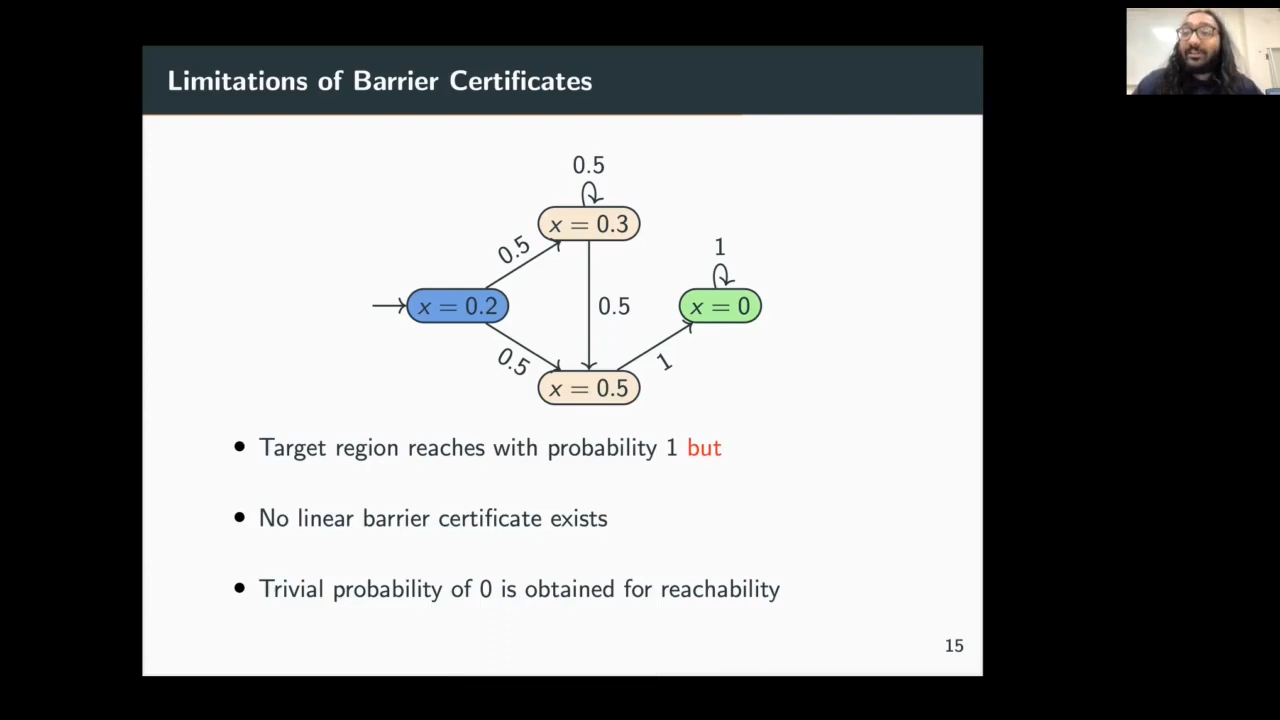 Limitations of Barrier Certificates
0.5
x = 0.3
0.5
1
x = 0.2
0.5
x = 0
0.5
1
x = 0.5
Target region reaches with probability 1 but
No linear barrier certificate exists
Trivial probability of 0 is obtained for reachability
15